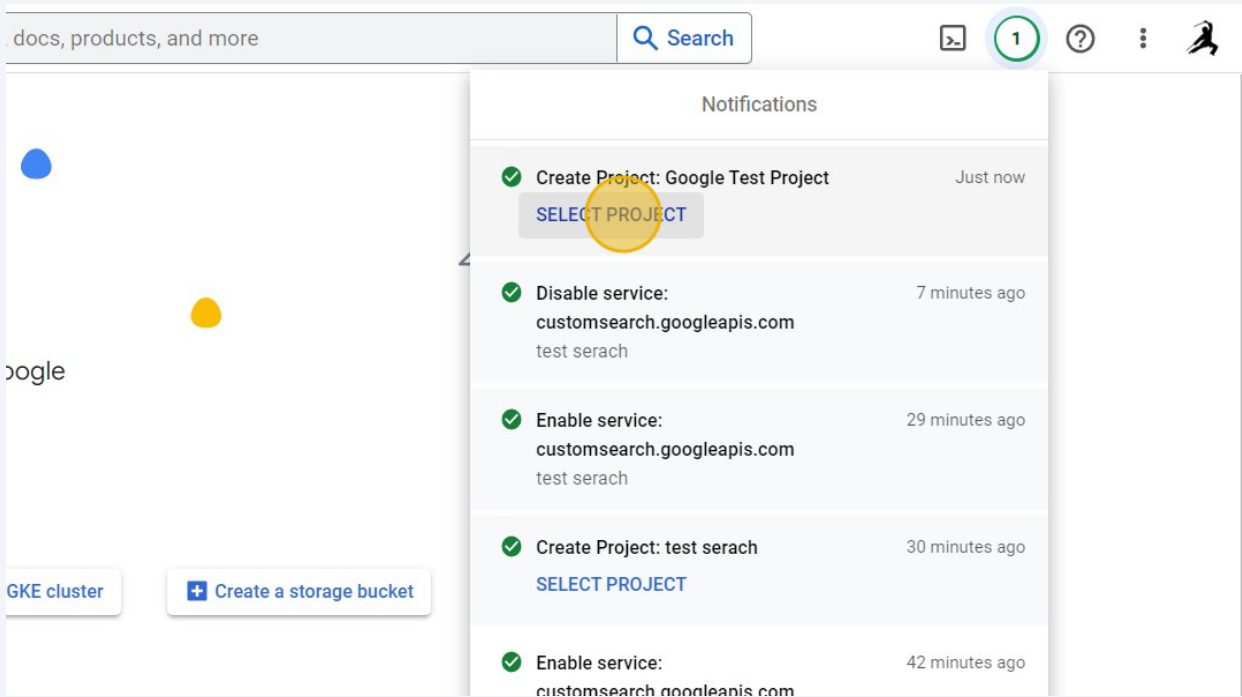 , docs, products, and more
Search
1
Notifications
Create Project: Google Test Project
Just now
SELECT PROJECT
Disable service:
7 minutes ago
customsearch.googleapis.com
test serach
oogle
Enable service:
29 minutes ago
customsearch.googleapis.com
test serach
Create Project: test serach
30 minutes ago
SELECT PROJECT
GKE cluster
Create a storage bucket
Enable service:
42 minutes ago
customsearch.googleapis.com